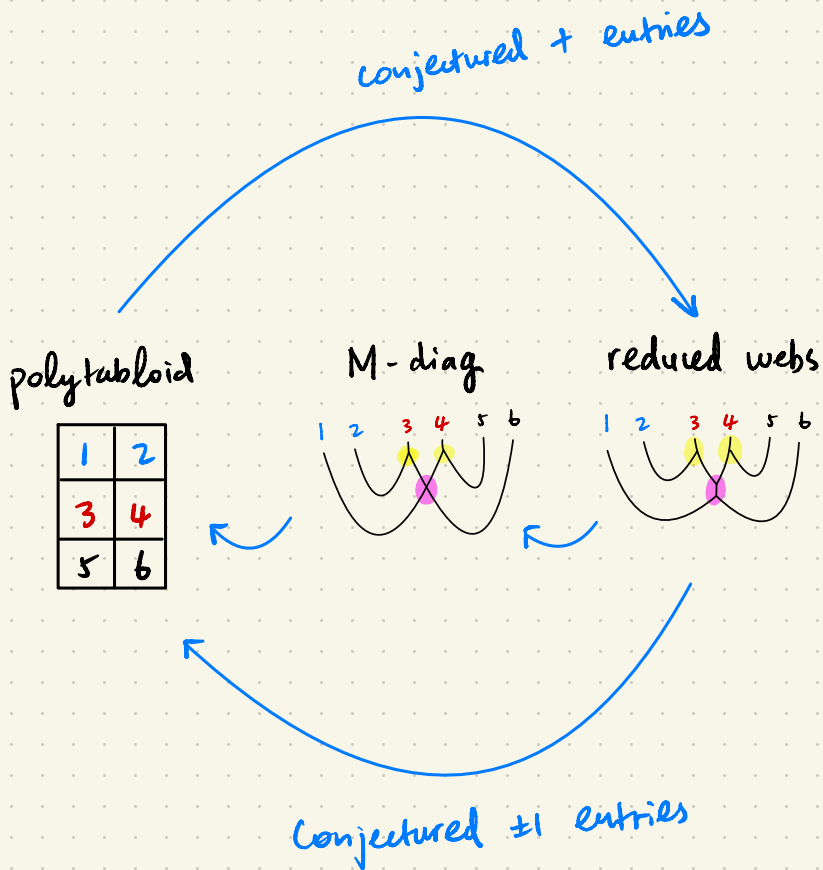 conjectured + entries
polytabloid
M-diag
reduced webs
1 2 3 4 5 6
1 2 3 4 5 6
1 2
3 4
5 6
Conjectured ±1 entries